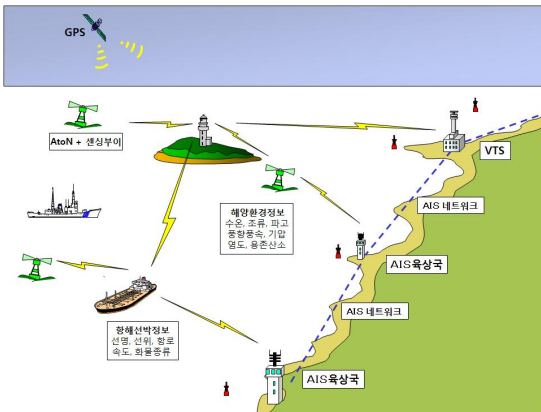 GPS
AtoN + 센싱부이
VTS
해양환경정보
수온, 조류, 파고
풍향풍속, 기압
염도, 용존산소
AIS 네트워크
AIS육상국
AIS 네트워크
항해선박정보
선명, 선위, 항로
속도, 화물종류
AIS육상국